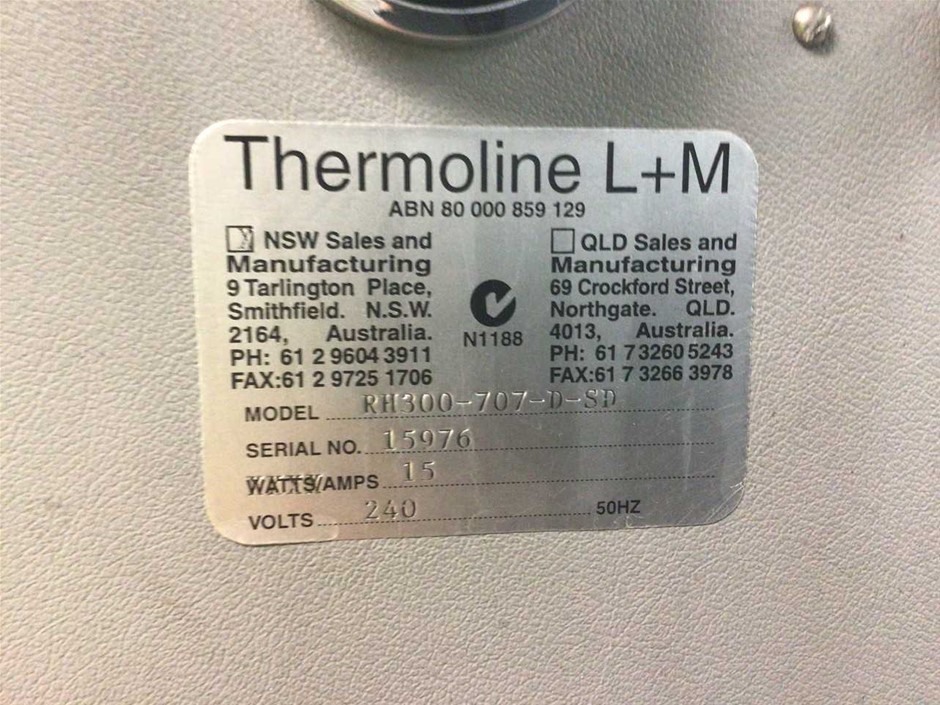 Thermoline L+M
ABN 80 000 859 129
NSW Sales and
Manufacturing
9 Tarlington Place,
Smithfield. N.S.W.
2164, Australia.
PH: 61 2 9604 3911
FAX:61 2 9725 1706
N1188
QLD Sales and
Manufacturing
69 Crockford Street,
Northgate. QLD.
4013, Australia.
PH: 61 7 3260 5243
FAX:61 7 3266 3978
MODEL RH300-707-D-SD
SERIAL NO. 15976
WATTS/AMPS 15
VOLTS 240 50HZ